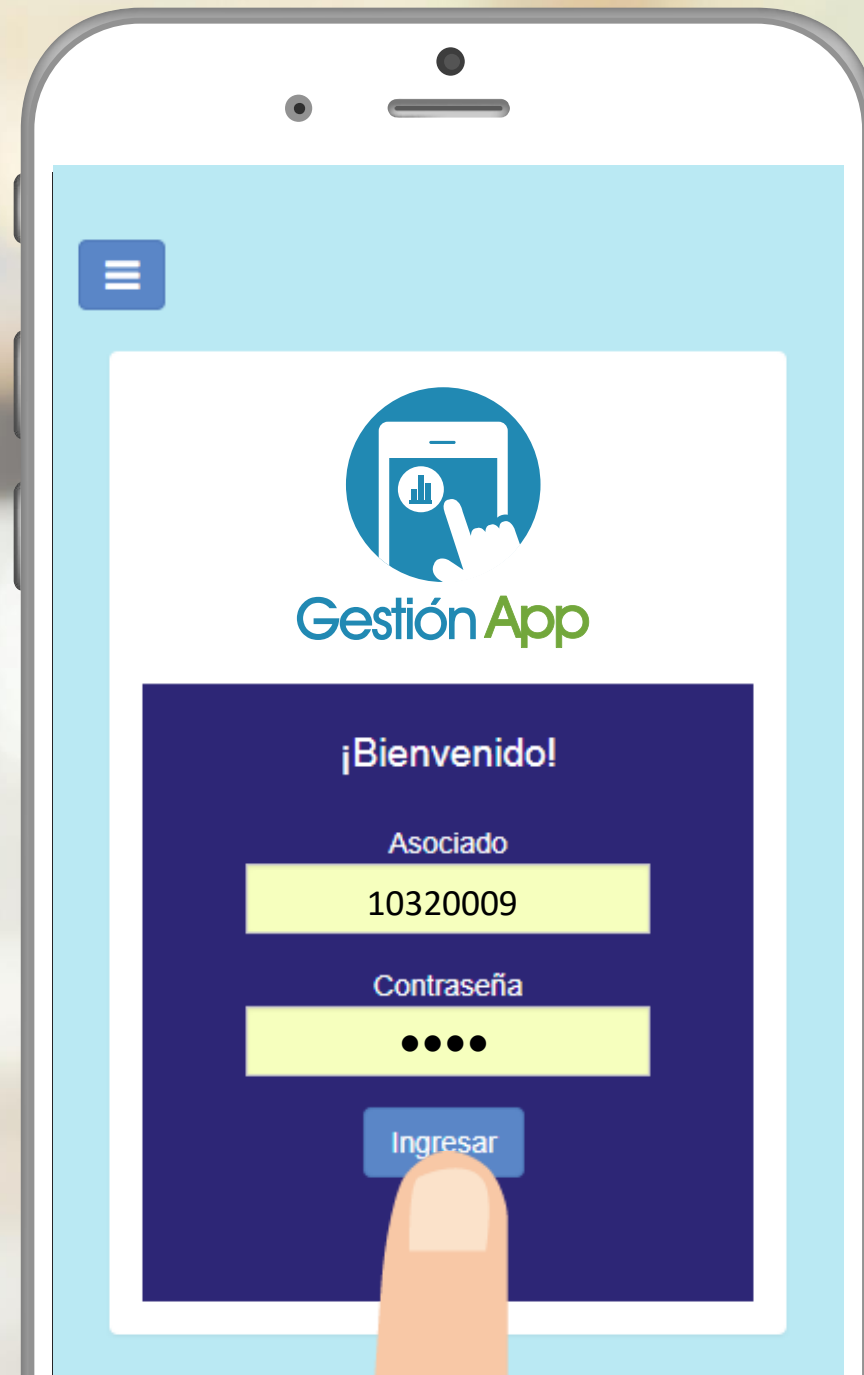 Gestión App
¡Bienvenido!
Asociado
10320009
Contraseña
••••
Ingresar